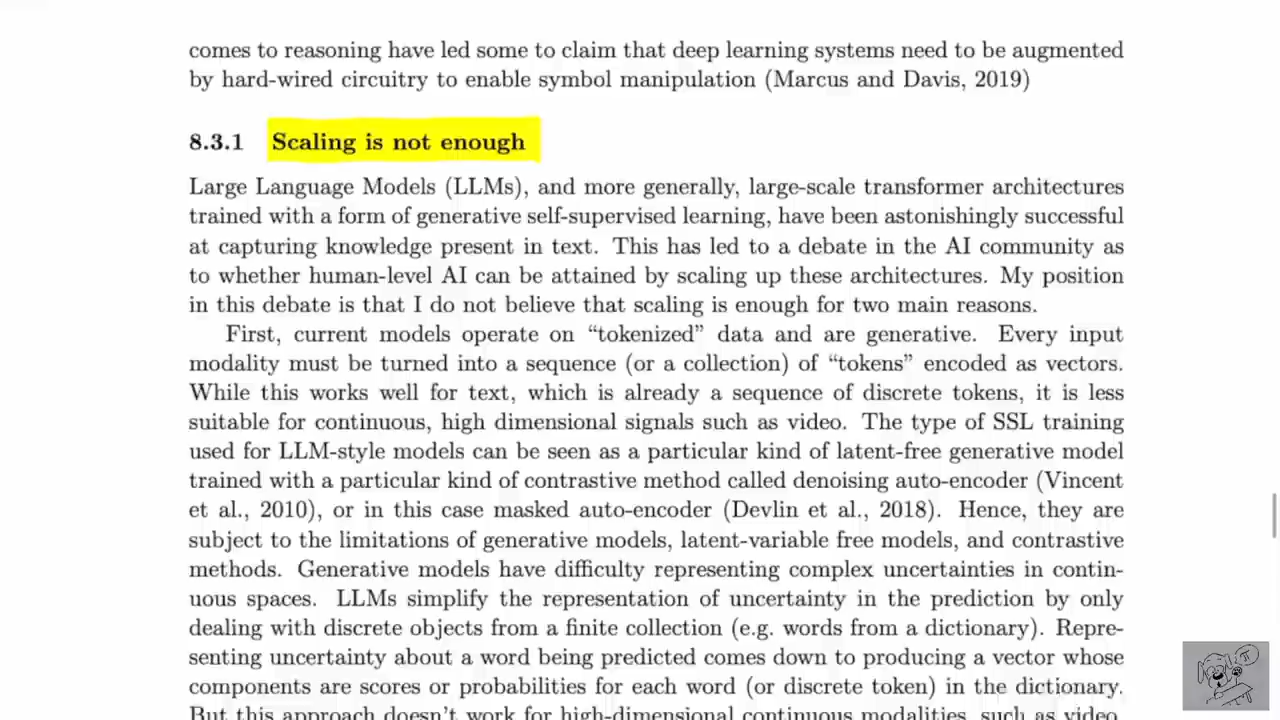 comes to reasoning have led some to claim that deep learning systems need to be augmented
by hard-wired circuitry to enable symbol manipulation (Marcus and Davis, 2019)
8.3.1 Scaling is not enough
Large Language Models (LLMs), and more generally, large-scale transformer architectures
trained with a form of generative self-supervised learning, have been astonishingly successful
at capturing knowledge present in text. This has led to a debate in the AI community as
to whether human-level AI can be attained by scaling up these architectures. My position
in this debate is that I do not believe that scaling is enough for two main reasons.
First, current models operate on “tokenized” data and are generative. Every input
modality must be turned into a sequence (or a collection) of “tokens” encoded as vectors.
While this works well for text, which is already a sequence of discrete tokens, it is less
suitable for continuous, high dimensional signals such as video. The type of SSL training
used for LLM-style models can be seen as a particular kind of latent-free generative model
trained with a particular kind of contrastive method called denoising auto-encoder (Vincent
et al., 2010), or in this case masked auto-encoder (Devlin et al., 2018). Hence, they are
subject to the limitations of generative models, latent-variable free models, and contrastive
methods. Generative models have difficulty representing complex uncertainties in contin-
uous spaces. LLMs simplify the representation of uncertainty in the prediction by only
dealing with discrete objects from a finite collection (e.g. words from a dictionary). Repre-
senting uncertainty about a word being predicted comes down to producing a vector whose
components are scores or probabilities for each word (or discrete token) in the dictionary.
But this approach doesn't work for high-dimensional continuous modalities, such as video.
π